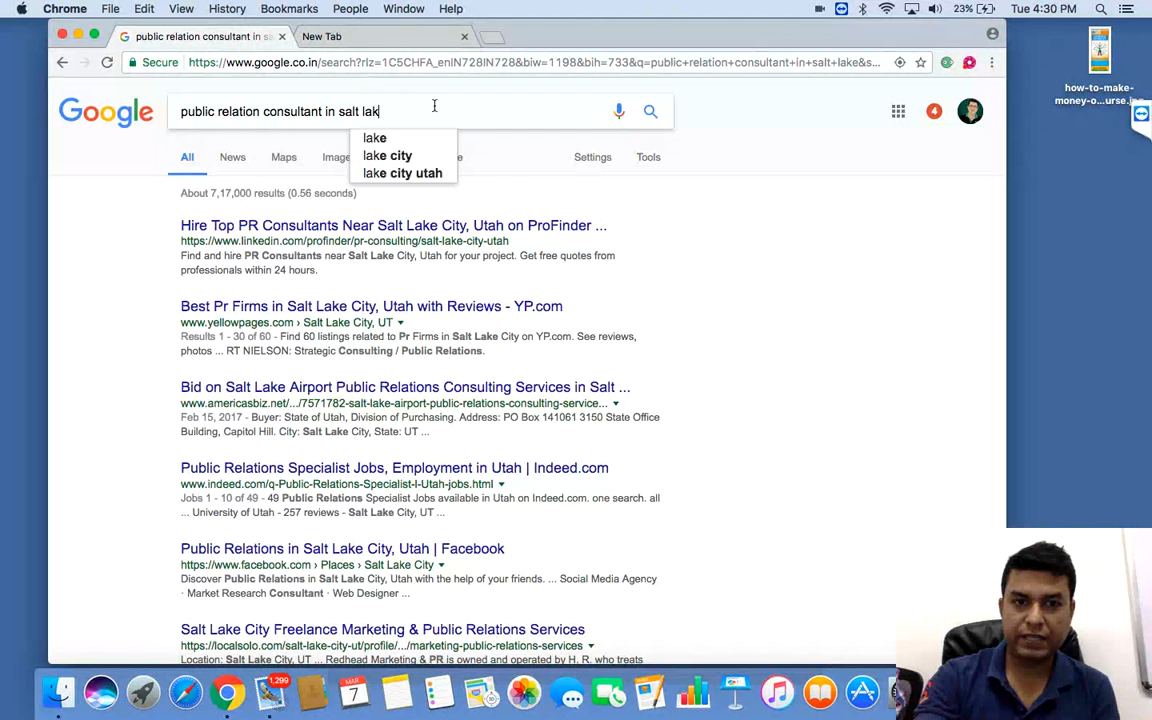 Chrome File Edit View History Bookmarks People Window Help 23% Tue 4:30 PM
public relation consultant in sa New Tab
Secure https://www.google.co.in/search?rlz=1C5CHFA_enIN728IN728&biw=1198&bih=733&q=public+relation+consultant+in+salt+lake&s...
how-to-make-
money-o...urse.jpg
Google public relation consultant in salt lak 4
lake
lake city
lake city utah
All News Maps Settings Tools
About 7,17,000 results (0.56 seconds)
Hire Top PR Consultants Near Salt Lake City, Utah on ProFinder ...
https://www.linkedin.com/profinder/pr-consulting/salt-lake-city-utah
Find and hire PR Consultants near Salt Lake City, Utah for your project. Get free quotes from
professionals within 24 hours.
Best Pr Firms in Salt Lake City, Utah with Reviews - YP.com
www.yellowpages.com › Salt Lake City, UT
Results 1 - 30 of 60 - Find 60 listings related to Pr Firms in Salt Lake City on YP.com. See reviews,
photos ... RT NIELSON: Strategic Consulting / Public Relations.
Bid on Salt Lake Airport Public Relations Consulting Services in Salt ...
www.americasbiz.net/.../7571782-salt-lake-airport-public-relations-consulting-service...
Feb 15, 2017 - Buyer: State of Utah, Division of Purchasing. Address: PO Box 141061 3150 State Office
Building, Capitol Hill. City: Salt Lake City, State: UT ...
Public Relations Specialist Jobs, Employment in Utah | Indeed.com
www.indeed.com/q-Public-Relations-Specialist-l-Utah-jobs.html
Jobs 1 - 10 of 49 - 49 Public Relations Specialist Jobs available in Utah on Indeed.com. one search. all
... University of Utah - 257 reviews - Salt Lake City, UT ...
Public Relations in Salt Lake City, Utah | Facebook
https://www.facebook.com › Places › Salt Lake City
Discover Public Relations in Salt Lake City, Utah with the help of your friends. ... Social Media Agency
· Market Research Consultant · Web Designer ...
Salt Lake City Freelance Marketing & Public Relations Services
https://localsolo.com/salt-lake-city-ut/profile/.../marketing-public-relations-services
Location: Salt Lake City, UT ... Redhead Marketing & PR is owned and operated by H. R. who treats
1,299
MAR
7